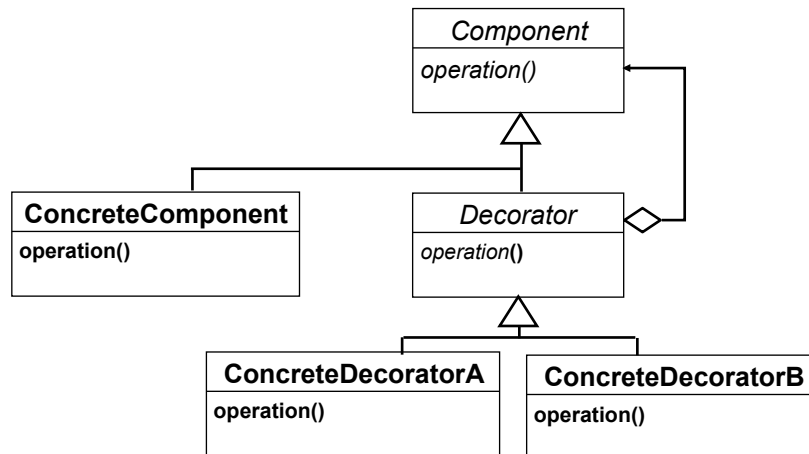 Component
operation()
ConcreteComponent
operation()
Decorator
operation()
ConcreteDecoratorA
operation()
ConcreteDecoratorB
operation()